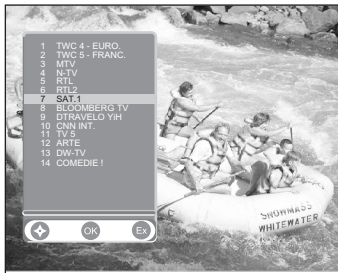 1 TWC 4 - EURO.
2 TWC 5 - FRANC.
3 MTV
4 N-TV
5 RTL
6 RTL2
7 SAT.1
8 BLOOMBERG TV
9 DTRAVELO YiH
10 CNN INT.
11 TV 5
12 ARTE
13 DW-TV
14 COMEDIE !
OK Ex
SNOWMASS
WHITEWATER